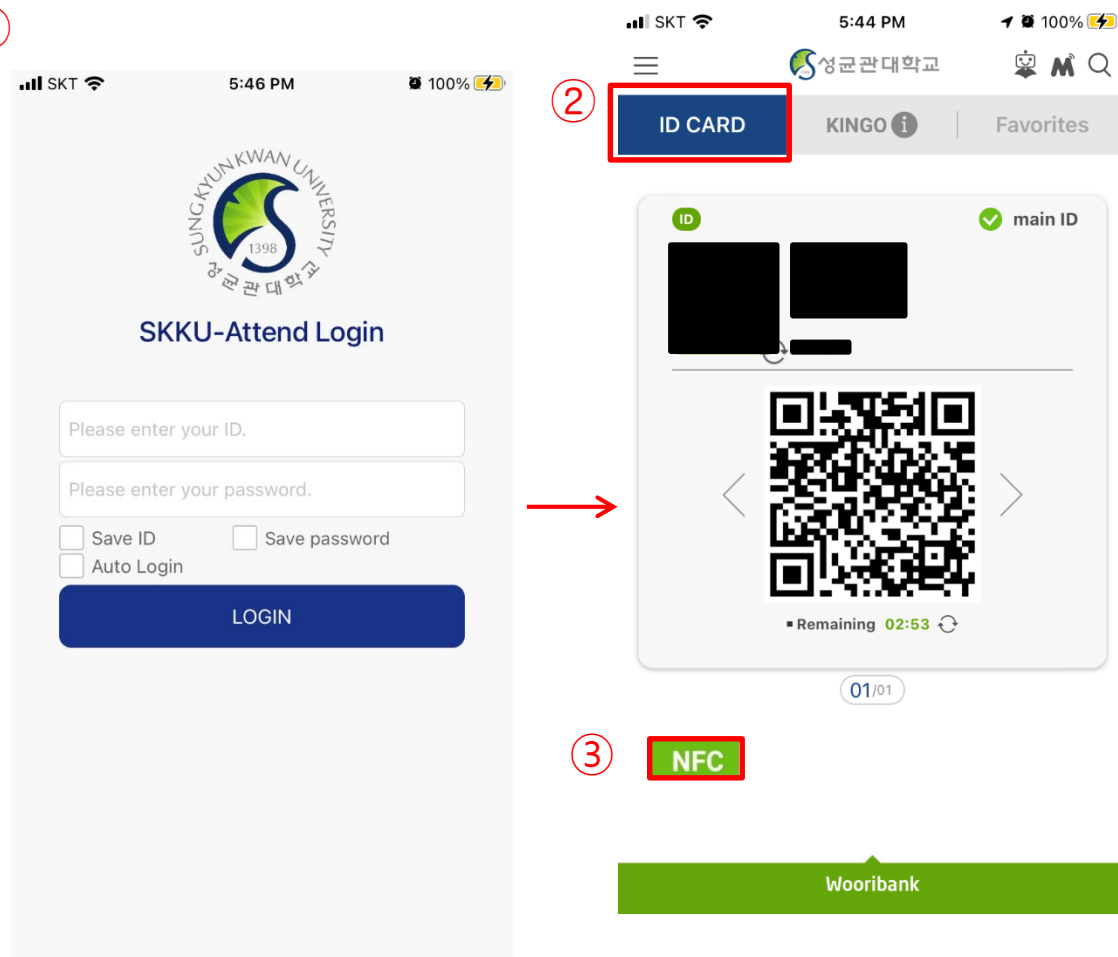 SKT
5:46 PM
100%
SUNGKYUNKWAN UNIVERSITY
1398
성균관대학교
SKKU-Attend Login
Please enter your ID.
Please enter your password.
Save ID
Save password
Auto Login
LOGIN
②
SKT
5:44 PM
100%
성균관대학교
M
ID CARD
KINGO i
Favorites
ID
main ID
Remaining 02:53
01/01
③
NFC
Wooribank